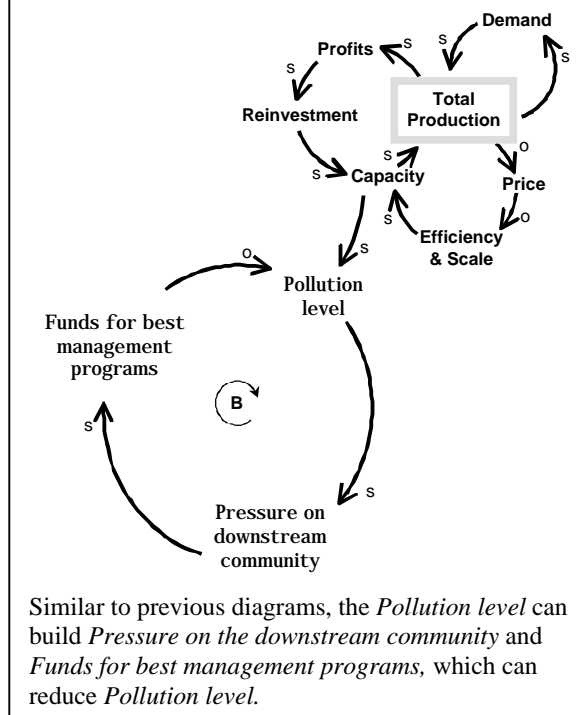 Demand
s
s
Profits
s
s
Total
Production
Reinvestment
s
s
o
Capacity
Price
s
o
Efficiency
& Scale
s
o
Pollution
level
Funds for best
management
programs
B
s
s
Pressure on
downstream
community
Similar to previous diagrams, the Pollution level can
build Pressure on the downstream community and
Funds for best management programs, which can
reduce Pollution level.